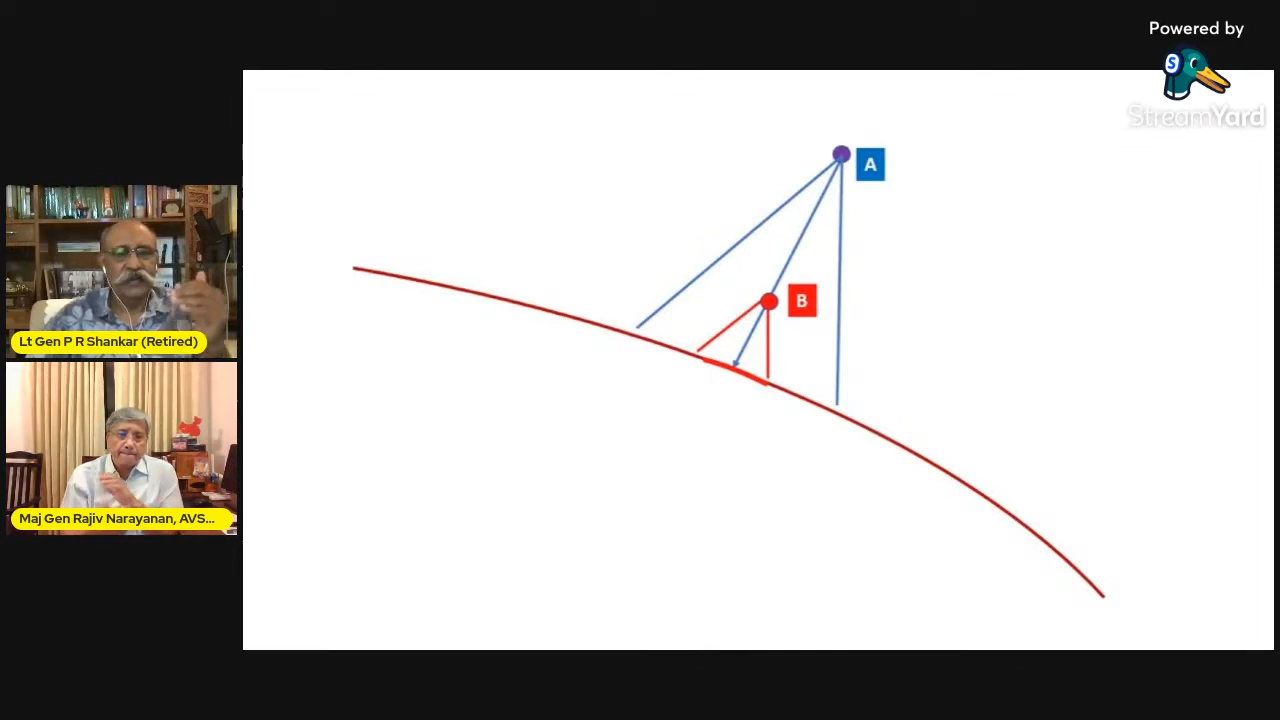 Powered by
S
StreamYard
A
B
Lt Gen P R Shankar (Retired)
Maj Gen Rajiv Narayanan, AVS...